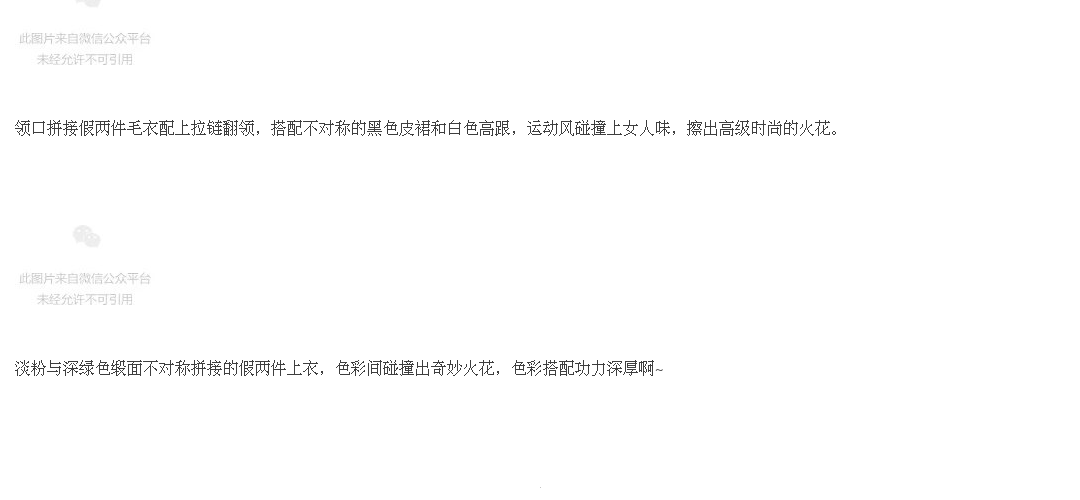 此图片来自微信公众平台
未经允许不可引用
领口拼接假两件毛衣配上拉链翻领，搭配不对称的黑色皮裙和白色高跟，运动风碰撞上女人味，擦出高级时尚的火花。
此图片来自微信公众平台
未经允许不可引用
淡粉与深绿色缎面不对称拼接的假两件上衣，色彩间碰撞出奇妙火花，色彩搭配功力深厚啊~